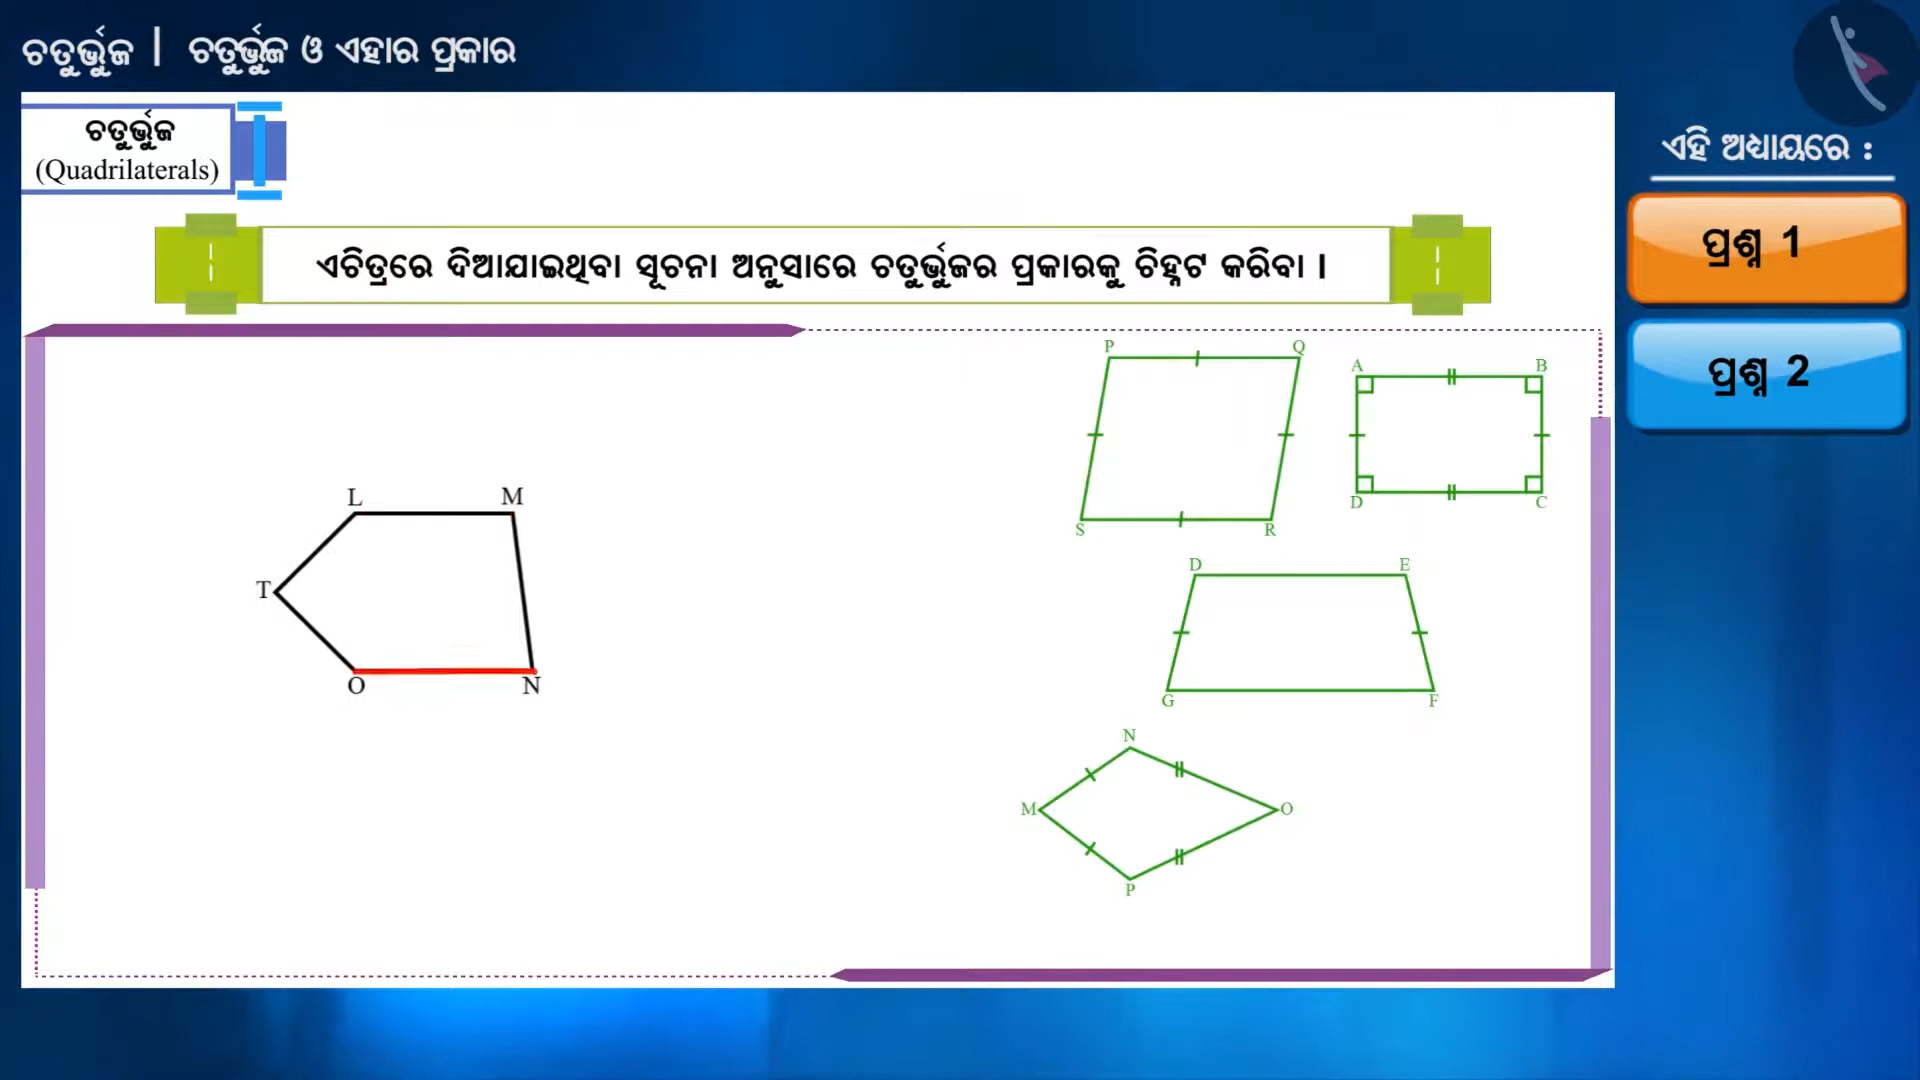 ଚତୁର୍ଭୁଜ | ଚତୁର୍ଭୁଜ ଓ ଏହାର ପ୍ରକାର
ଚତୁର୍ଭୁଜ
(Quadrilaterals)
ଏଚିତ୍ରରେ ଦିଆଯାଇଥିବା ସୂଚନା ଅନୁସାରେ ଚତୁର୍ଭୁଜର ପ୍ରକାରକୁ ଚିହ୍ନଟ କରିବା ।
ଏହି ଅଧ୍ୟାୟରେ :
ପ୍ରଶ୍ନ 1
ପ୍ରଶ୍ନ 2
L M
T
O N
P Q
S R
A B
D C
D E
G F
N
M O
P